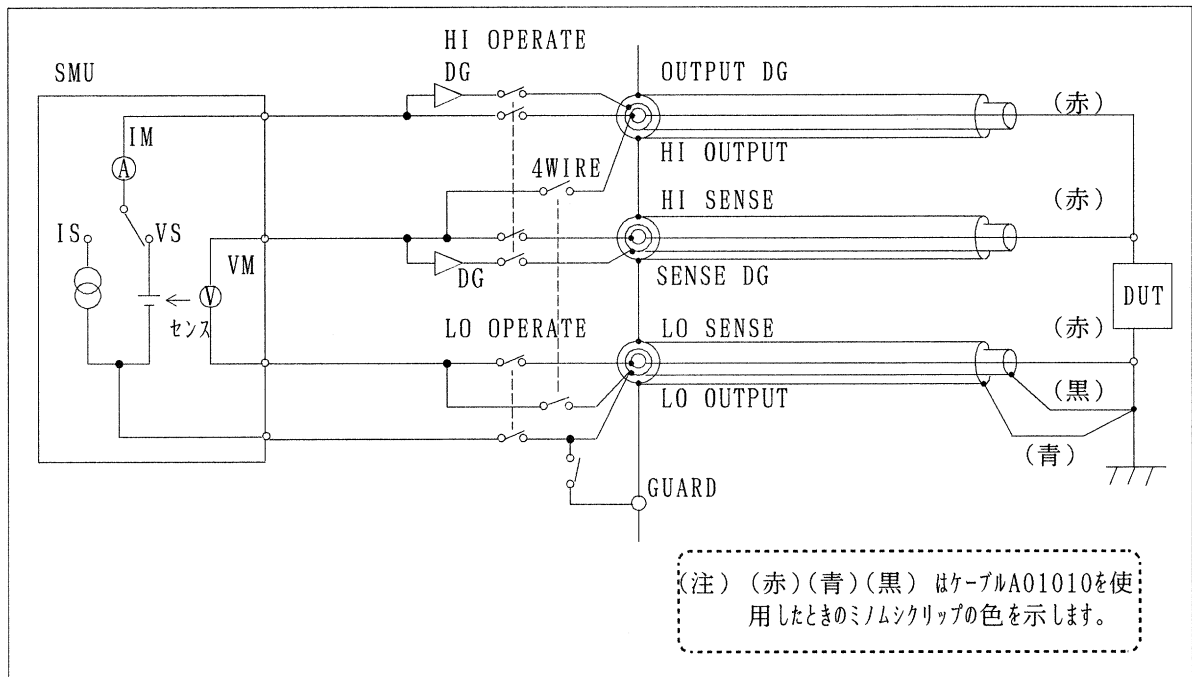 HI OPERATE
SMU
DG
OUTPUT DG
(赤)
IM
A
HI OUTPUT
4WIRE
HI SENSE
(赤)
IS
VS
VM
DG
SENSE DG
V
センス
DUT
LO OPERATE
LO SENSE
(赤)
LO OUTPUT
(黒)
(青)
GUARD
(注) (赤)(青)(黒) はケーブルA01010を使
用したときのミノムシクリップの色を示します。